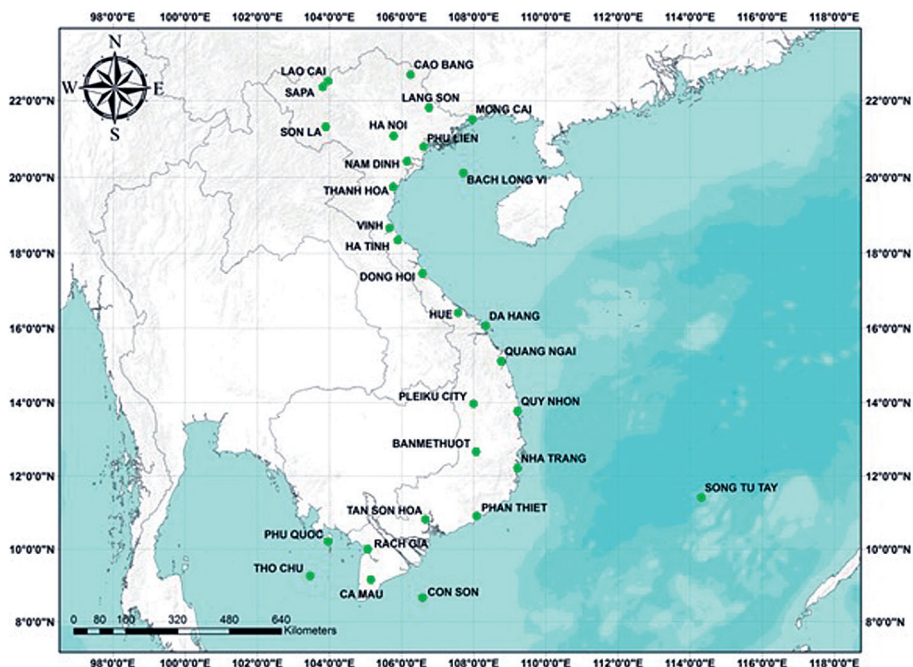 98°0'0"E 100°0'0"E 102°0'0"E 104°0'0"E 106°0'0"E 108°0'0"E 110°0'0"E 112°0'0"E 114°0'0"E 116°0'0"E 118°0'0"E
N
W E
S
LAO CAI
CAO BANG
SAPA
LANG SON
22°0'0"N 22°0'0"N
MONG CAI
SON LA
HA NOI
PHU LIEN
NAM DINH
20°0'0"N 20°0'0"N
BACH LONG VI
THANH HOA
VINH
HA TINH
18°0'0"N 18°0'0"N
DONG HOI
HUE
DA HANG
16°0'0"N 16°0'0"N
QUANG NGAI
PLEIKU CITY
14°0'0"N 14°0'0"N
QUY NHON
BANMETHUOT
NHA TRANG
12°0'0"N 12°0'0"N
SONG TU TAY
TAN SON HOA
PHAN THIET
PHU QUOC
RACH GIA
10°0'0"N 10°0'0"N
THO CHU
CA MAU
CON SON
8°0'0"N 8°0'0"N
0 80 160 320 480 640
Kilometers
98°0'0"E 100°0'0"E 102°0'0"E 104°0'0"E 106°0'0"E 108°0'0"E 110°0'0"E 112°0'0"E 114°0'0"E 116°0'0"E 118°0'0"E